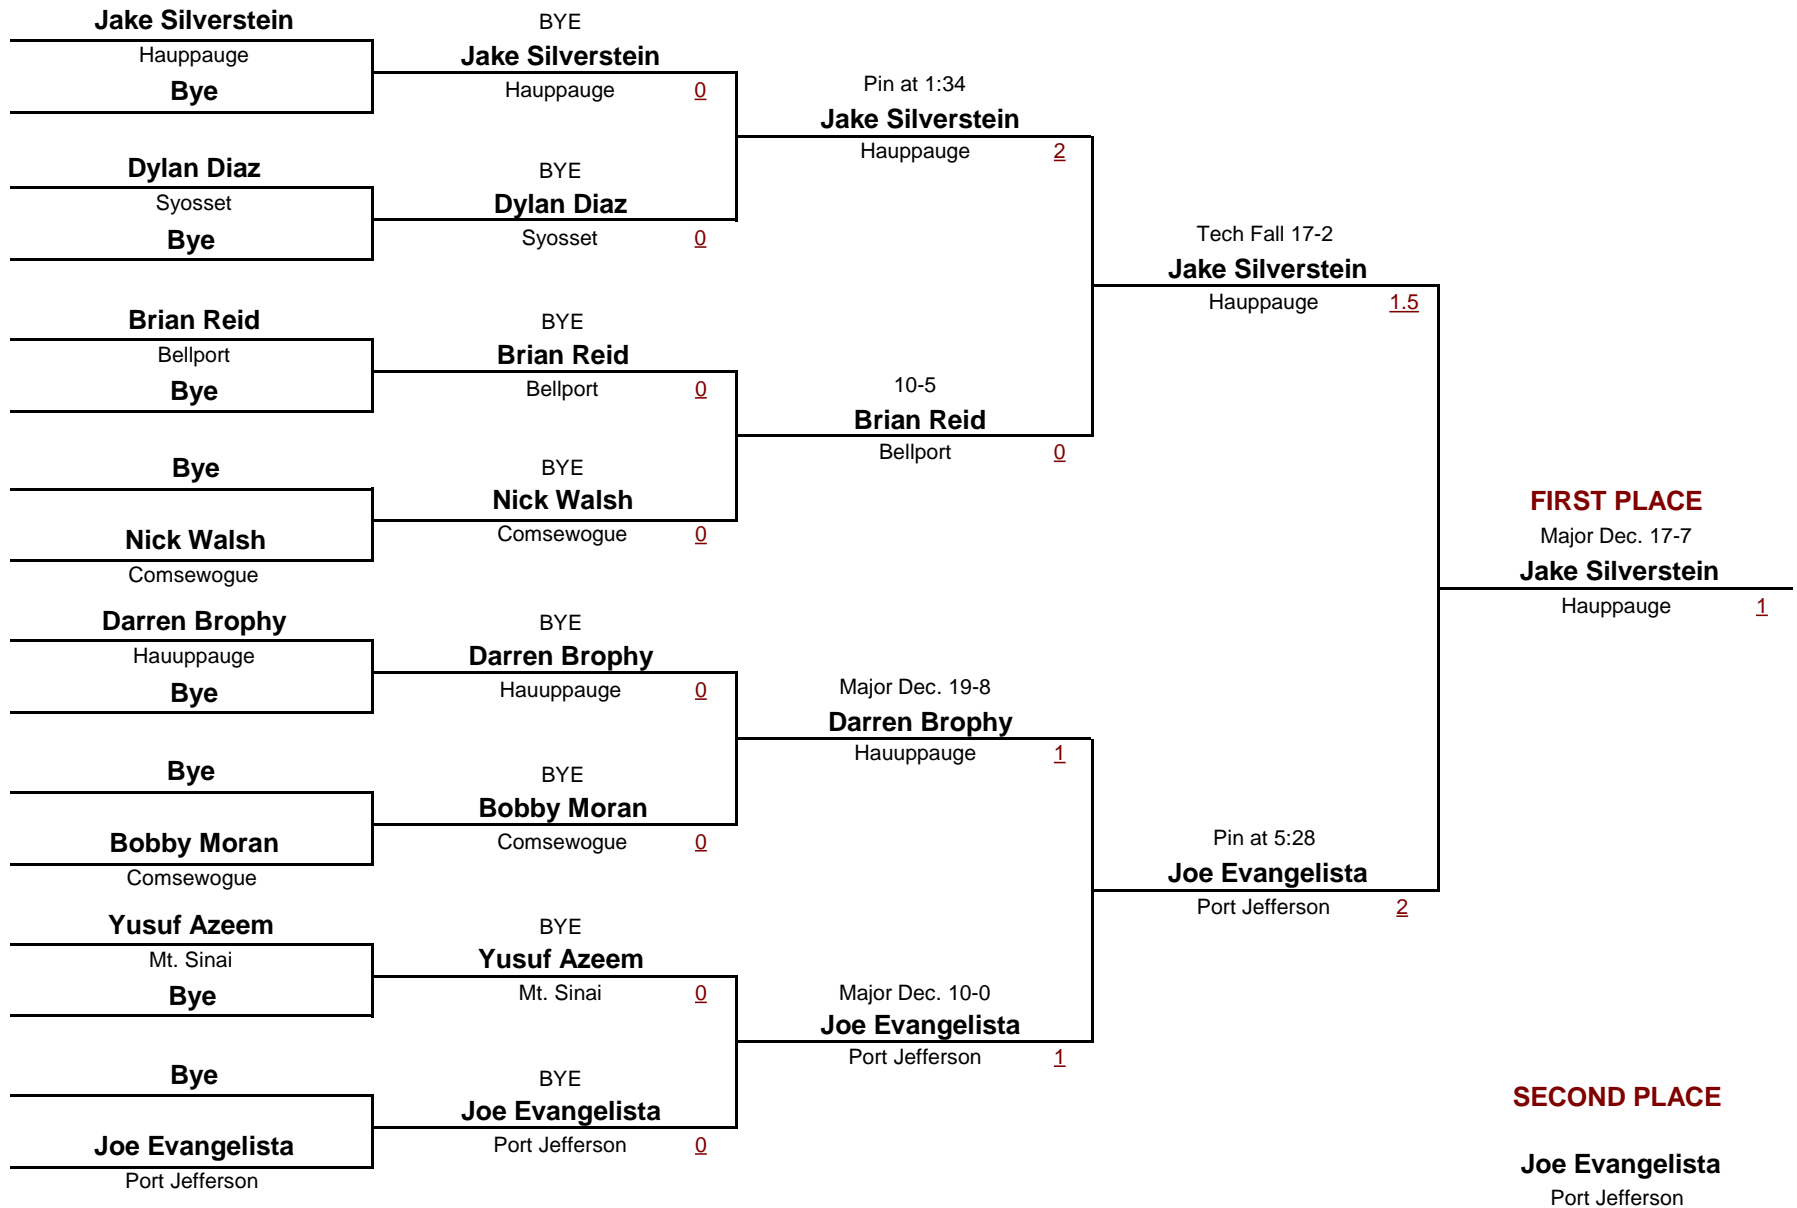 Jake Silverstein
Hauppauge
Bye
Dylan Diaz
Syosset
Bye
Brian Reid
Bellport
Bye
Bye
Nick Walsh
Comsewogue
Darren Brophy
Hauuppauge
Bye
Bye
Bobby Moran
Comsewogue
Yusuf Azeem
Mt. Sinai
Bye
Bye
Joe Evangelista
Port Jefferson
BYE
Jake Silverstein
Hauppauge 0
BYE
Dylan Diaz
Syosset 0
BYE
Brian Reid
Bellport 0
BYE
Nick Walsh
Comsewogue 0
BYE
Darren Brophy
Hauuppauge 0
BYE
Bobby Moran
Comsewogue 0
BYE
Yusuf Azeem
Mt. Sinai 0
BYE
Joe Evangelista
Port Jefferson 0
Pin at 1:34
Jake Silverstein
Hauppauge 2
10-5
Brian Reid
Bellport 0
Major Dec. 19-8
Darren Brophy
Hauuppauge 1
Major Dec. 10-0
Joe Evangelista
Port Jefferson 1
Tech Fall 17-2
Jake Silverstein
Hauppauge 1.5
Pin at 5:28
Joe Evangelista
Port Jefferson 2
FIRST PLACE
Major Dec. 17-7
Jake Silverstein
Hauppauge 1
SECOND PLACE
Joe Evangelista
Port Jefferson